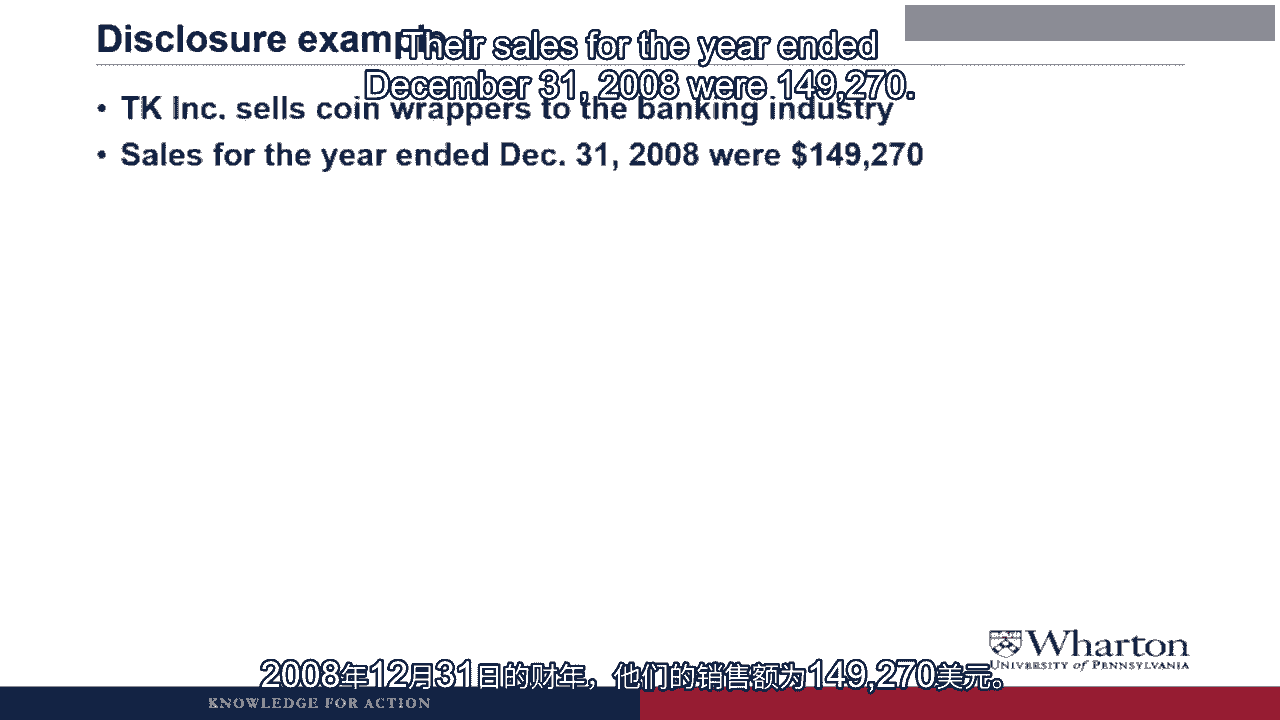 Disclosure example
Their sales for the year ended
December 31, 2008 were 149,270.
• TK Inc. sells coin wrappers to the banking industry
• Sales for the year ended Dec. 31, 2008 were $149,270
Wharton
UNIVERSITY of PENNSYLVANIA
2008年12月31日的财年，他们的销售额为149,270美元。
KNOWLEDGE FOR ACTION